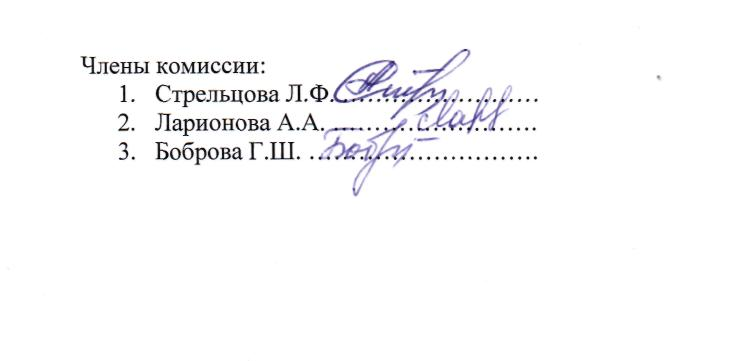 Члены комиссии:
1. Стрельцова Л.Ф.………………………
2. Ларионова А.А.………………………
3. Боброва Г.Ш. ………………………